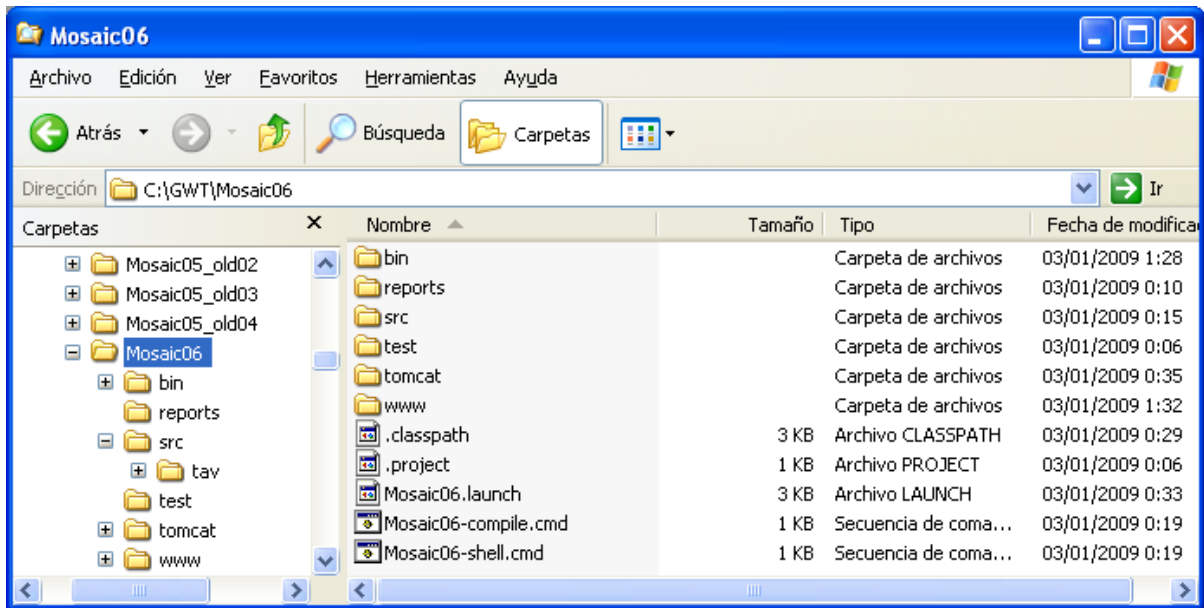 Mosaic06
Archivo Edición Ver Favoritos Herramientas Ayuda
Atrás Búsqueda Carpetas
Dirección C:\GWT\Mosaic06 Ir
Carpetas
Mosaic05_old02
Mosaic05_old03
Mosaic05_old04
Mosaic06
bin
reports
src
tav
test
tomcat
www
Nombre Tamaño Tipo Fecha de modifica
bin Carpeta de archivos 03/01/2009 1:28
reports Carpeta de archivos 03/01/2009 0:10
src Carpeta de archivos 03/01/2009 0:15
test Carpeta de archivos 03/01/2009 0:06
tomcat Carpeta de archivos 03/01/2009 0:35
www Carpeta de archivos 03/01/2009 1:32
.classpath 3 KB Archivo CLASSPATH 03/01/2009 0:29
.project 1 KB Archivo PROJECT 03/01/2009 0:06
Mosaic06.launch 3 KB Archivo LAUNCH 03/01/2009 0:33
Mosaic06-compile.cmd 1 KB Secuencia de coma... 03/01/2009 0:19
Mosaic06-shell.cmd 1 KB Secuencia de coma... 03/01/2009 0:19